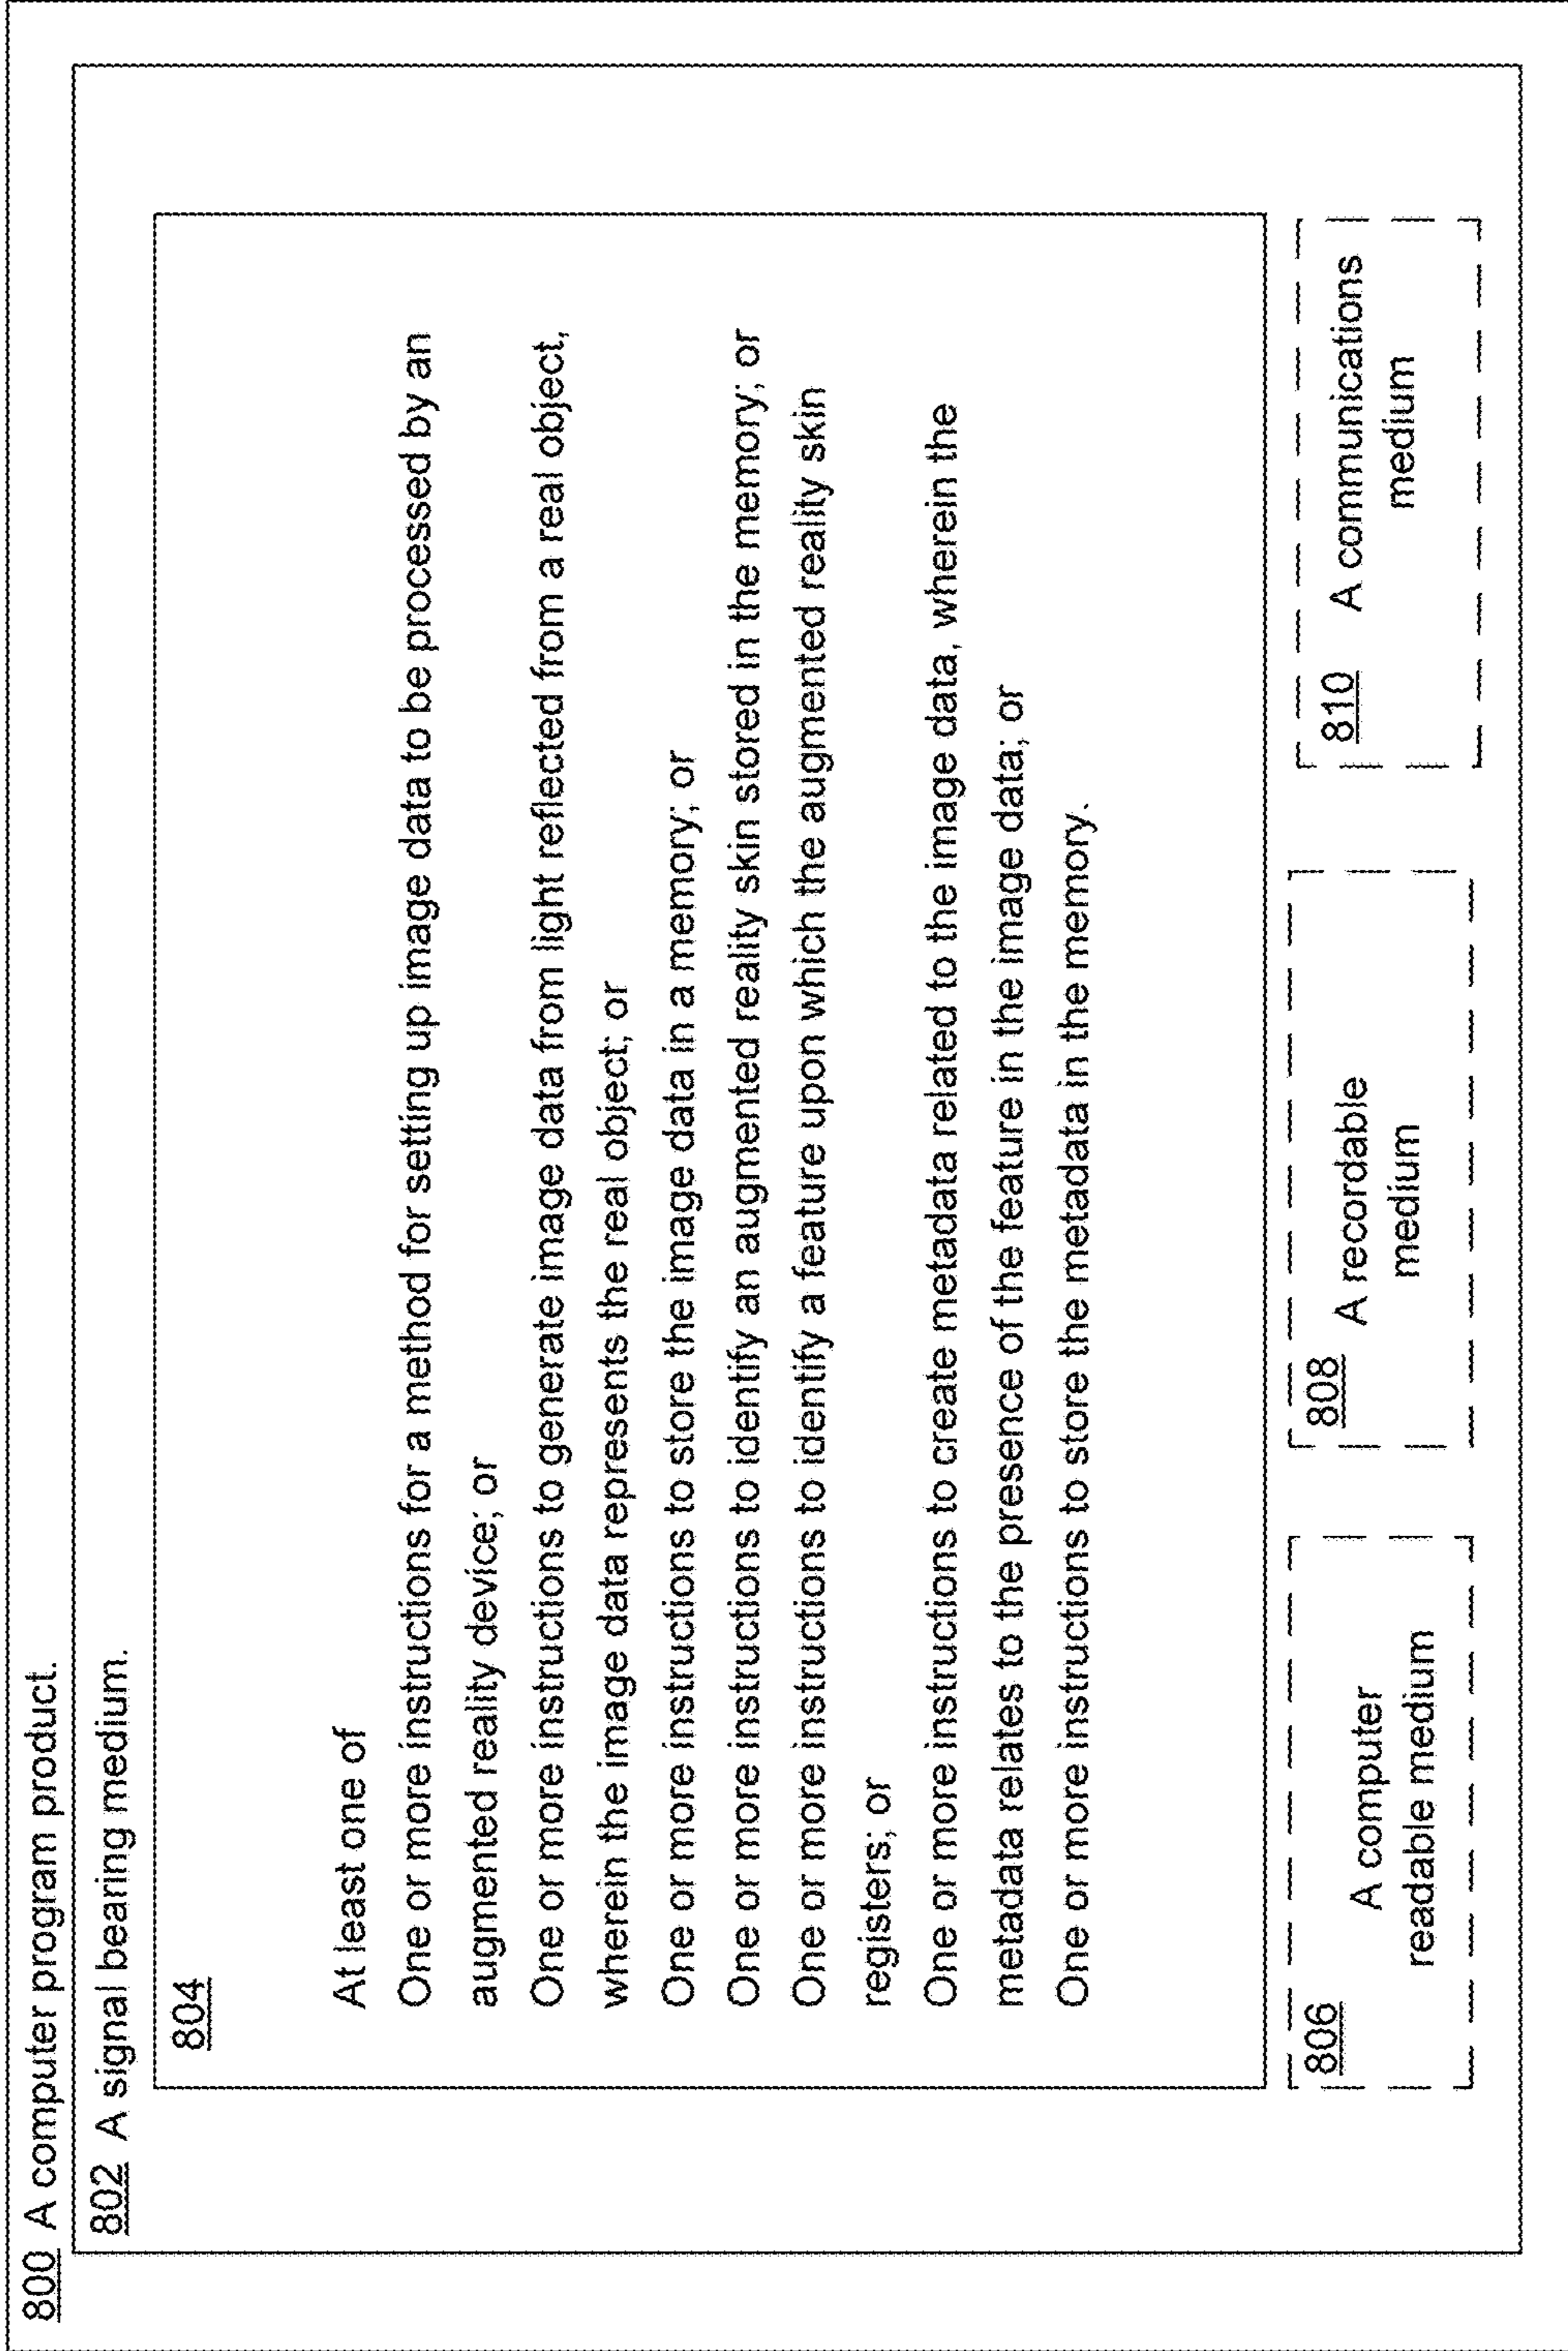 800 A computer program product.
802 A signal bearing medium.
804
At least one of
One or more instructions for a method for setting up image data to be processed by an
augmented reality device; or
One or more instructions to generate image data from light reflected from a real object,
wherein the image data represents the real object; or
One or more instructions to store the image data in a memory; or
One or more instructions to identify an augmented reality skin stored in the memory; or
One or more instructions to identify a feature upon which the augmented reality skin
registers; or
One or more instructions to create metadata related to the image data, wherein the
metadata relates to the presence of the feature in the image data; or
One or more instructions to store the metadata in the memory.
806 A computer
readable medium
808 A recordable
medium
810 A communications
medium